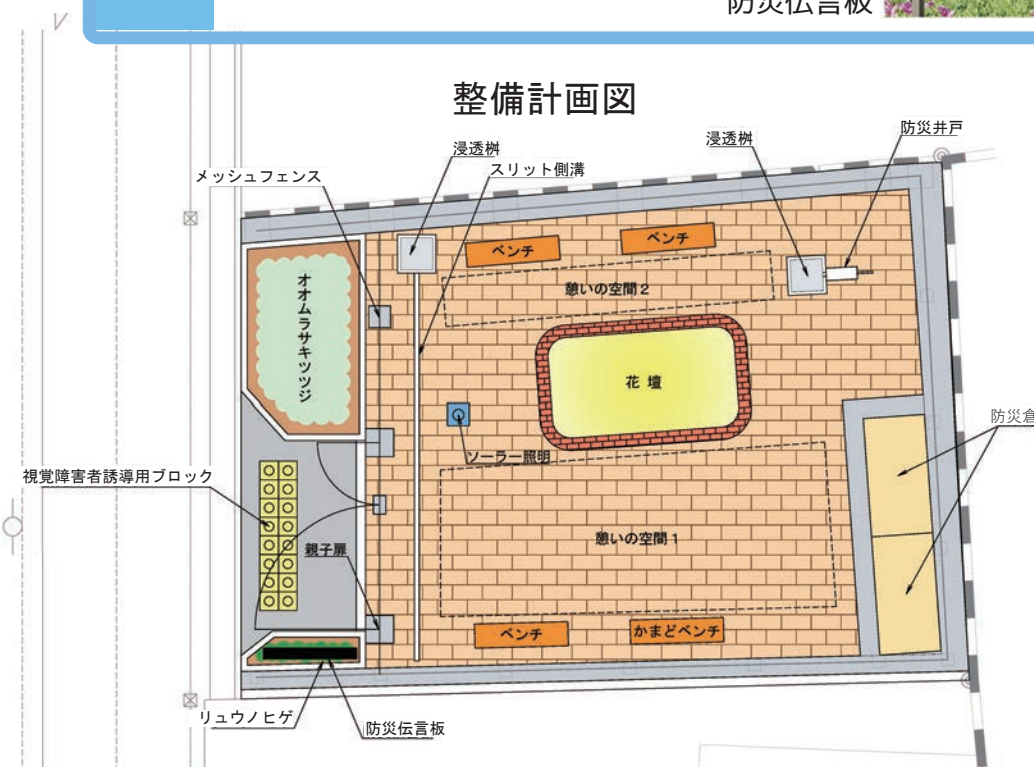 防災伝言板
整備計画図
浸透桝
浸透桝
防災井戸
メッシュフェンス
スリット側溝
ベンチ
ベンチ
憩いの空間2
オオムラサキツツジ
花壇
防災倉
ソーラー照明
視覚障害者誘導用ブロック
憩いの空間1
親子扉
ベンチ
かまどベンチ
リュウノヒゲ
防災伝言板